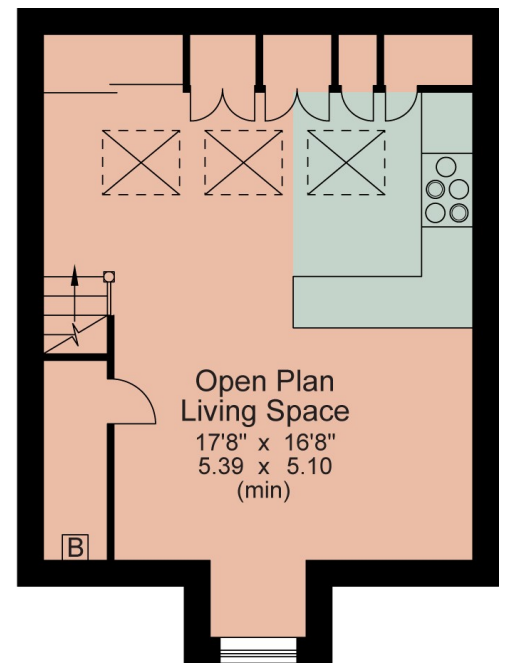 Open Plan
Living Space
17'8" x 16'8"
5.39 x 5.10
(min)
B